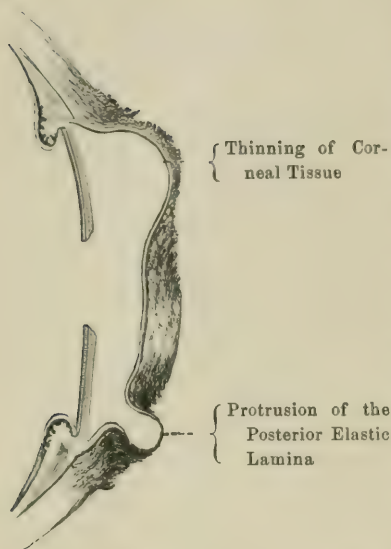 Thinning of Cor-
neal Tissue
Protrusion of the
Posterior Elastic
Lamina